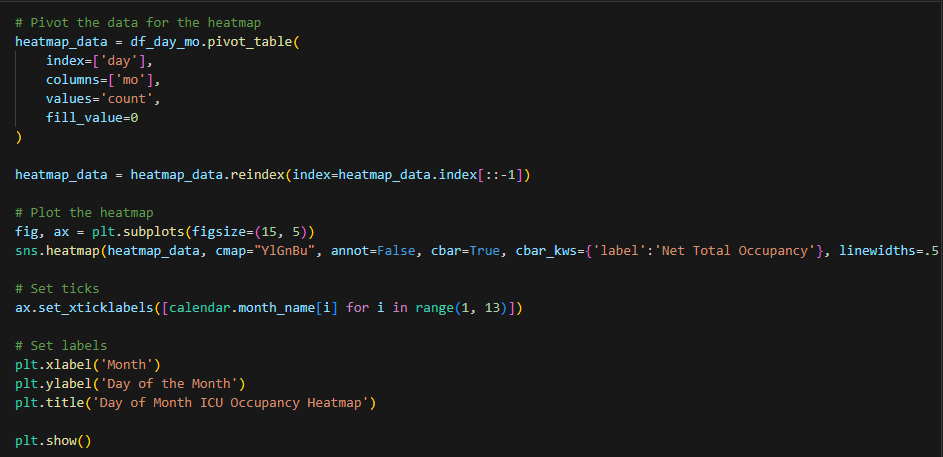 # Pivot the data for the heatmap
heatmap_data = df_day_mo.pivot_table(
    index=['day'],
    columns=['mo'],
    values='count',
    fill_value=0
)
heatmap_data = heatmap_data.reindex(index=heatmap_data.index[::-1])
# Plot the heatmap
fig, ax = plt.subplots(figsize=(15, 5))
sns.heatmap(heatmap_data, cmap="YlGnBu", annot=False, cbar=True, cbar_kws={'label':'Net Total Occupancy'}, linewidths=.5
# Set ticks
ax.set_xticklabels([calendar.month_name[i] for i in range(1, 13)])
# Set labels
plt.xlabel('Month')
plt.ylabel('Day of the Month')
plt.title('Day of Month ICU Occupancy Heatmap')
plt.show()